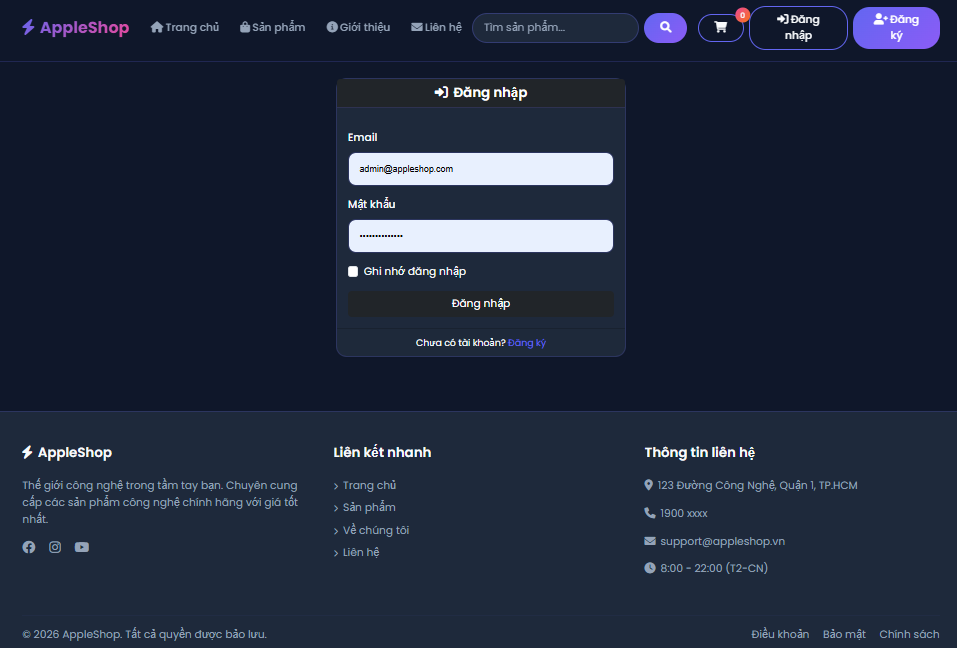 AppleShop
Trang chủ
Sản phẩm
Giới thiệu
Liên hệ
Tìm sản phẩm...
0
Đăng
nhập
Đăng
ký
Đăng nhập
Email
admin@appleshop.com
Mật khẩu
••••••••••••••
Ghi nhớ đăng nhập
Đăng nhập
Chưa có tài khoản? Đăng ký
AppleShop
Thế giới công nghệ trong tầm tay bạn. Chuyên cung
cấp các sản phẩm công nghệ chính hãng với giá tốt
nhất.
Liên kết nhanh
Trang chủ
Sản phẩm
Về chúng tôi
Liên hệ
Thông tin liên hệ
123 Đường Công Nghệ, Quận 1, TP.HCM
1900 xxxx
support@appleshop.vn
8:00 - 22:00 (T2-CN)
© 2026 AppleShop. Tất cả quyền được bảo lưu.
Điều khoản Bảo mật Chính sách